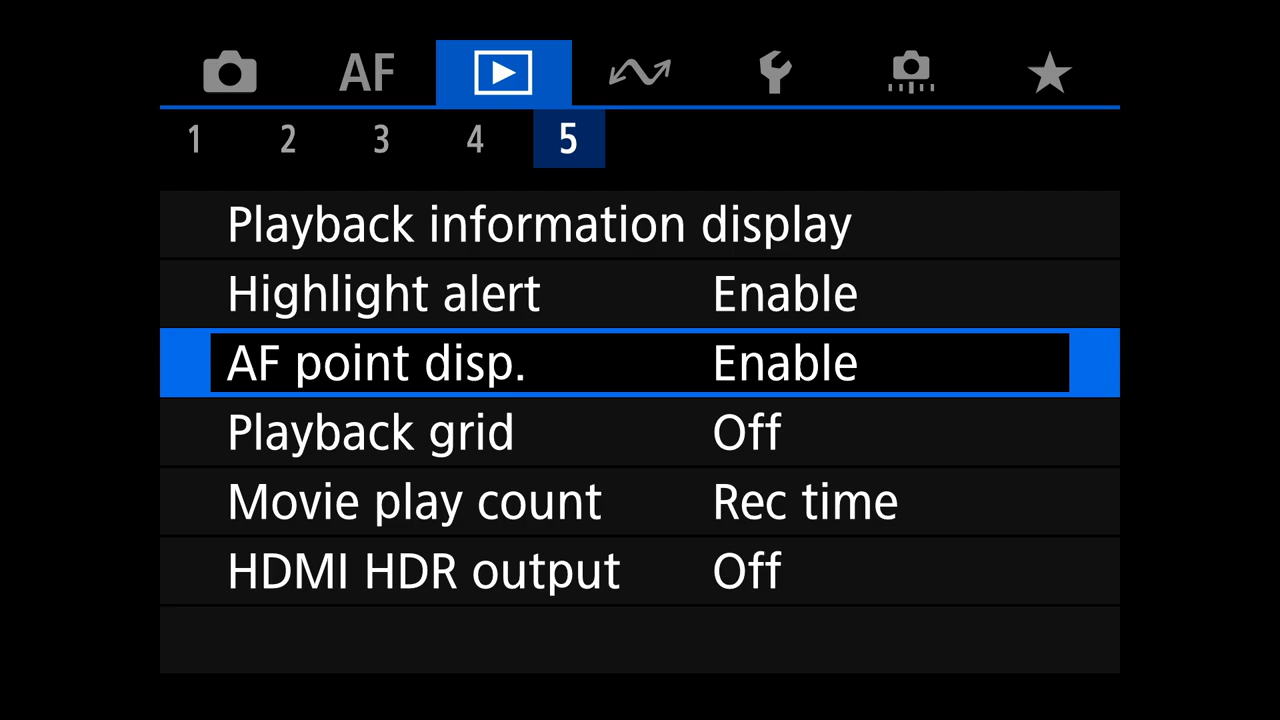 AF
1 2 3 4 5
Playback information display
Highlight alert Enable
AF point disp. Enable
Playback grid Off
Movie play count Rec time
HDMI HDR output Off